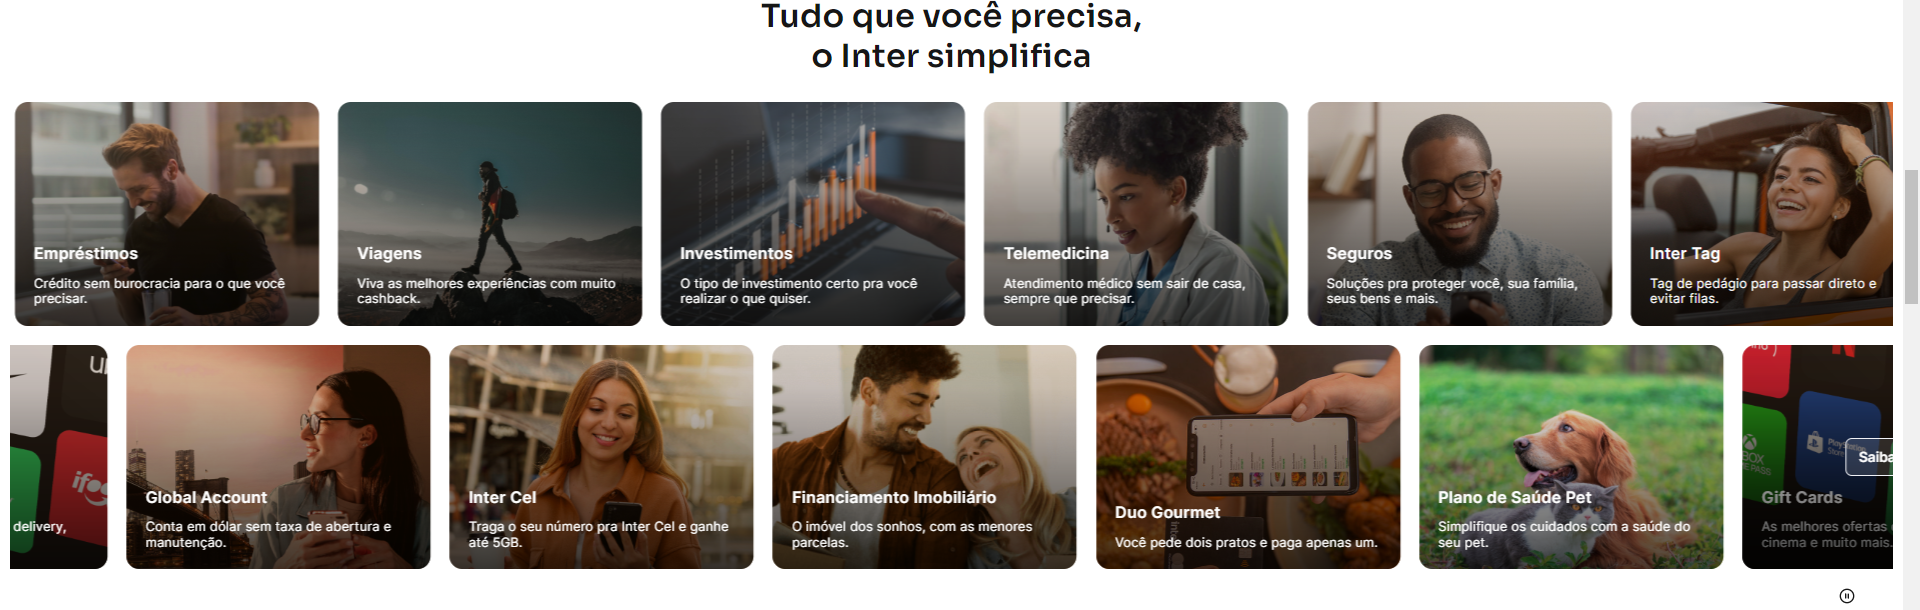 Tudo que você precisa,
o Inter simplifica
Empréstimos
Crédito sem burocracia para o que você
precisar.
Viagens
Viva as melhores experiências com muito
cashback.
Investimentos
O tipo de investimento certo pra você
realizar o que quiser.
Telemedicina
Atendimento médico sem sair de casa,
sempre que precisar.
Seguros
Soluções pra proteger você, sua família,
seus bens e mais.
Inter Tag
Tag de pedágio para passar direto e
evitar filas.
delivery,
Global Account
Conta em dólar sem taxa de abertura e
manutenção.
Inter Cel
Traga o seu número pra Inter Cel e ganhe
até 5GB.
Financiamento Imobiliário
O imóvel dos sonhos, com as menores
parcelas.
Duo Gourmet
Você pede dois pratos e paga apenas um.
Plano de Saúde Pet
Simplifique os cuidados com a saúde do
seu pet.
XBOX
PlayStation
Store
Saiba
Gift Cards
As melhores ofertas
cinema e muito mais.